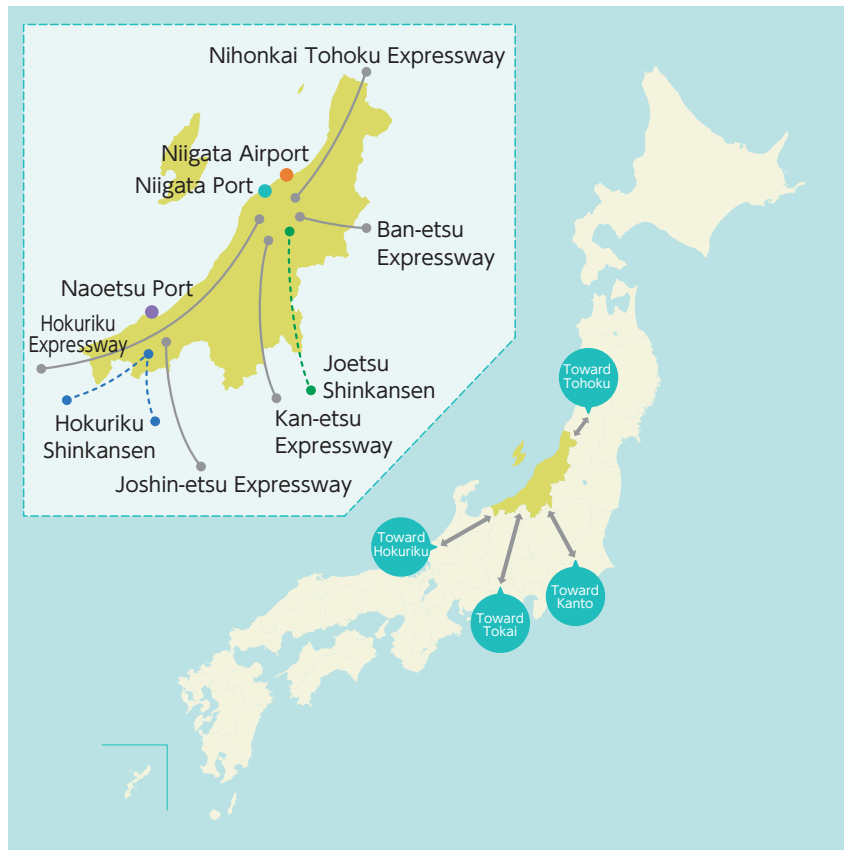 Nihonkai Tohoku Expressway
Niigata Airport
Niigata Port
Ban-etsu
Expressway
Naoetsu Port
Hokuriku
Expressway
Joetsu
Shinkansen
Hokuriku
Shinkansen
Kan-etsu
Expressway
Joshin-etsu Expressway
Toward
Tohoku
Toward
Hokuriku
Toward
Kanto
Toward
Tokai